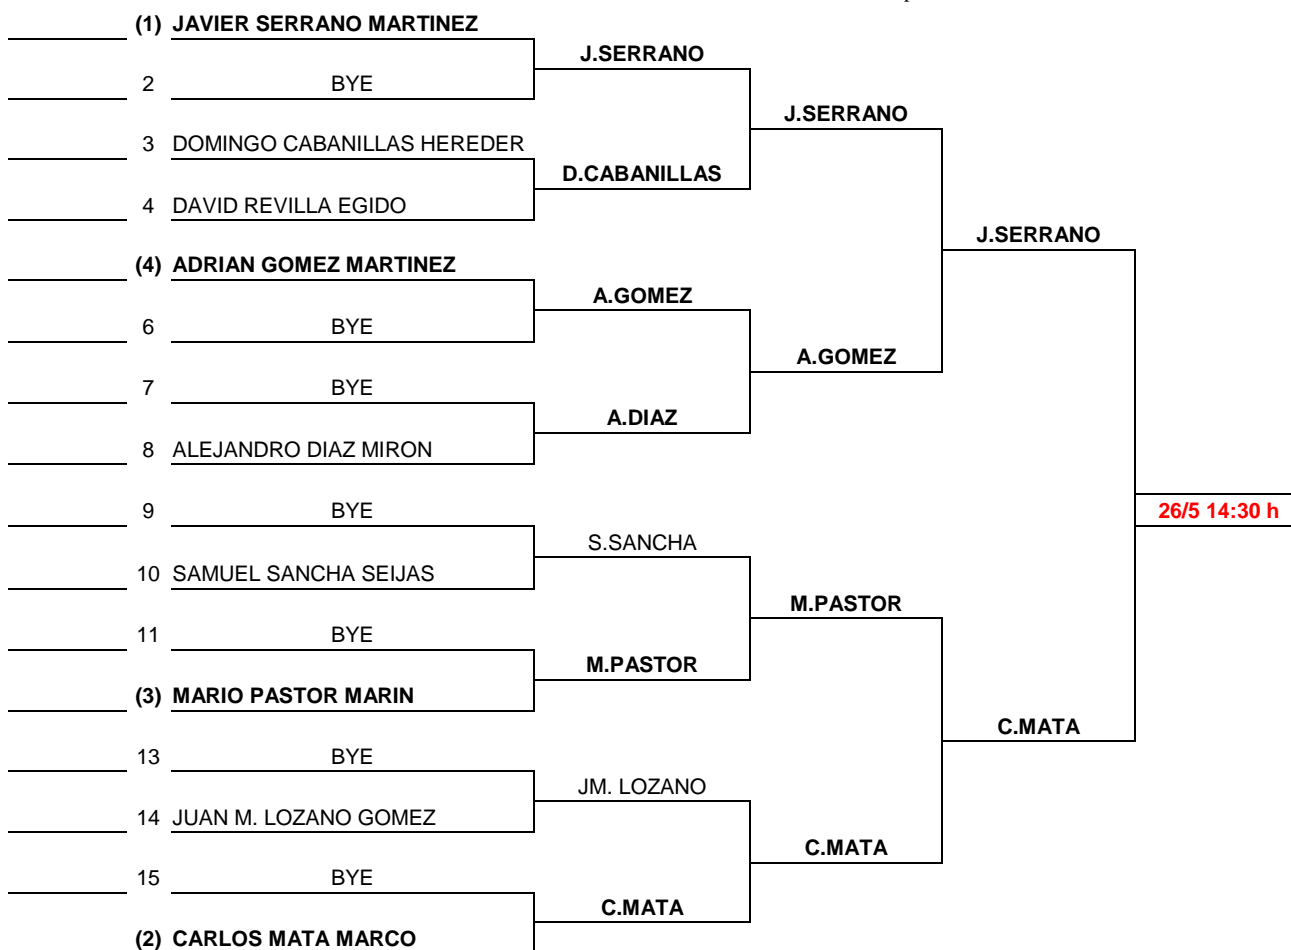 (1) JAVIER SERRANO MARTINEZ
J.SERRANO
2 BYE
J.SERRANO
3 DOMINGO CABANILLAS HEREDER
D.CABANILLAS
4 DAVID REVILLA EGIDO
J.SERRANO
(4) ADRIAN GOMEZ MARTINEZ
A.GOMEZ
6 BYE
A.GOMEZ
7 BYE
A.DIAZ
8 ALEJANDRO DIAZ MIRON
9 BYE
26/5 14:30 h
S.SANCHA
10 SAMUEL SANCHA SEIJAS
M.PASTOR
11 BYE
M.PASTOR
(3) MARIO PASTOR MARIN
C.MATA
13 BYE
JM. LOZANO
14 JUAN M. LOZANO GOMEZ
C.MATA
15 BYE
C.MATA
(2) CARLOS MATA MARCO